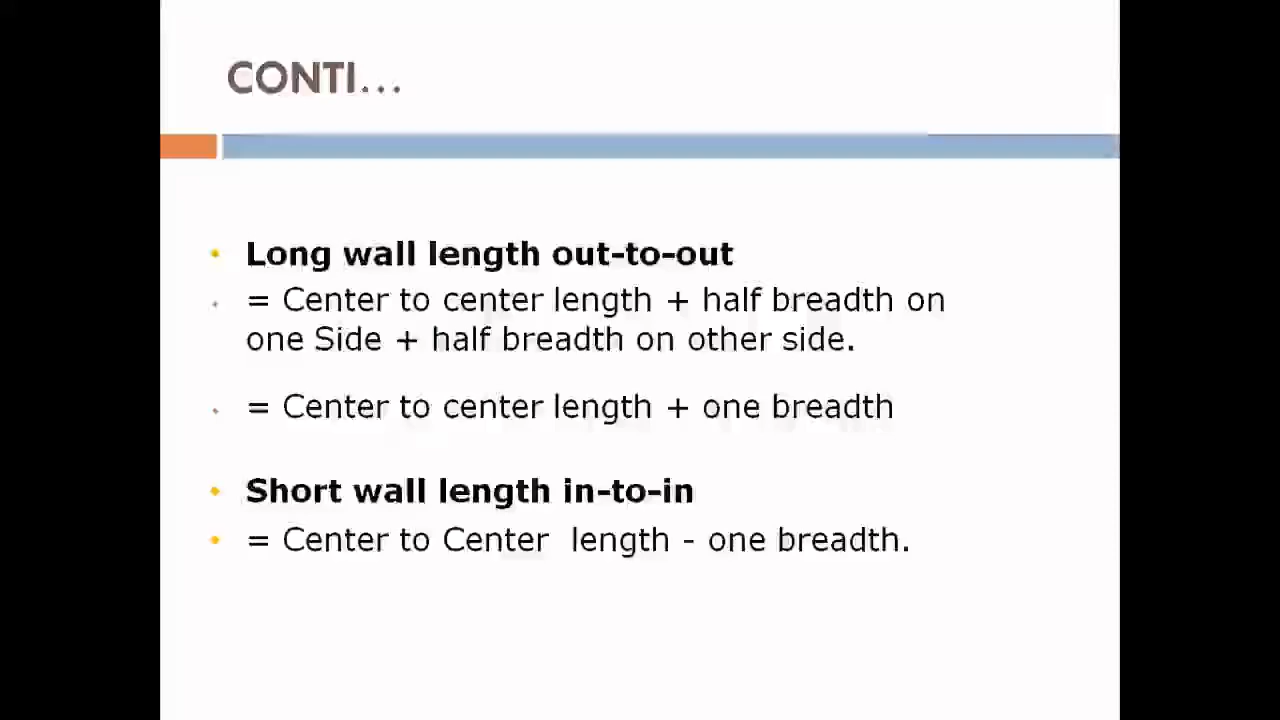 CONTI...
• Long wall length out-to-out
• = Center to center length + half breadth on
one Side + half breadth on other side.
• = Center to center length + one breadth
• Short wall length in-to-in
• = Center to Center length - one breadth.